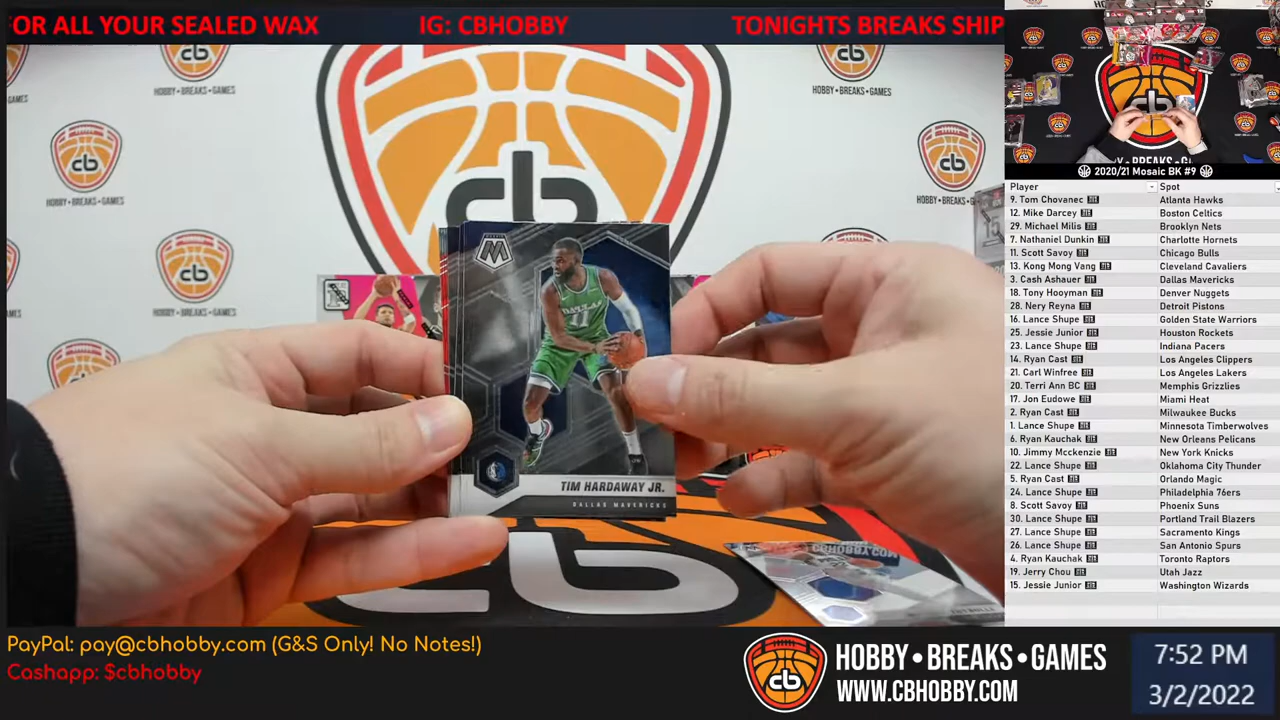 OR ALL YOUR SEALED WAX IG: CBHOBBY TONIGHTS BREAKS SHIP
HOBBY • BREAKS • GAMES
HOBBY • BREAKS • GAMES
cb
cb
cb
TIM HARDAWAY JR.
DALLAS MAVERICKS
2020/21 Mosaic BK #9
Player Spot
9. Tom Chovanec Atlanta Hawks
12. Mike Darcey Boston Celtics
29. Michael Milis Brooklyn Nets
7. Nathaniel Dunkin Charlotte Hornets
11. Scott Savoy Chicago Bulls
13. Kong Mong Vang Cleveland Cavaliers
3. Cash Ashauer Dallas Mavericks
18. Tony Hooyman Denver Nuggets
28. Nery Reyna Detroit Pistons
16. Lance Shupe Golden State Warriors
25. Jessie Junior Houston Rockets
23. Lance Shupe Indiana Pacers
14. Ryan Cast Los Angeles Clippers
21. Carl Winfree Los Angeles Lakers
20. Terri Ann BC Memphis Grizzlies
17. Jon Eudowe Miami Heat
2. Ryan Cast Milwaukee Bucks
1. Lance Shupe Minnesota Timberwolves
6. Ryan Kauchak New Orleans Pelicans
10. Jimmy Mcckenzie New York Knicks
22. Lance Shupe Oklahoma City Thunder
5. Ryan Cast Orlando Magic
24. Lance Shupe Philadelphia 76ers
8. Scott Savoy Phoenix Suns
30. Lance Shupe Portland Trail Blazers
27. Lance Shupe Sacramento Kings
26. Lance Shupe San Antonio Spurs
4. Ryan Kauchak Toronto Raptors
19. Jerry Chou Utah Jazz
15. Jessie Junior Washington Wizards
PayPal: pay@cbhobby.com (G&S Only! No Notes!)
Cashapp: $cbhobby
cb
HOBBY • BREAKS • GAMES
WWW.CBHOBBY.COM
7:52 PM
3/2/2022